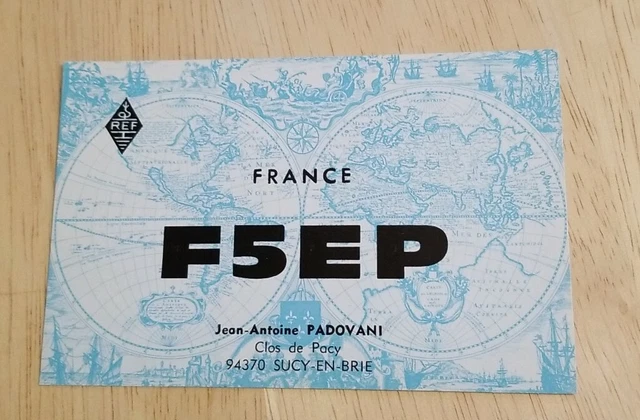 REF
FRANCE
F5EP
Jean-Antoine PADOVANI
Clos de Pacy
94370 SUCY-EN-BRIE